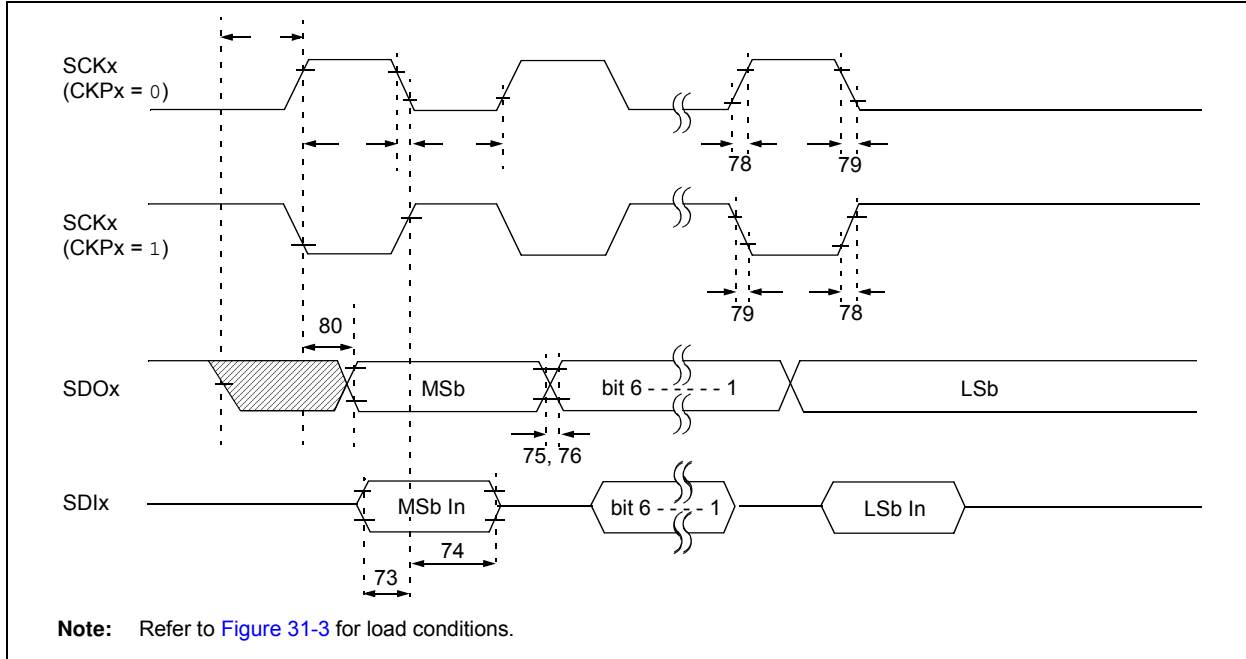 SCKx
(CKPx = 0)
78
79
SCKx
(CKPx = 1)
79
78
80
SDOx
MSb
bit 6 - - - - - - 1
LSb
75, 76
SDIx
MSb In
bit 6 - - - - 1
LSb In
74
73
Note: Refer to Figure 31-3 for load conditions.